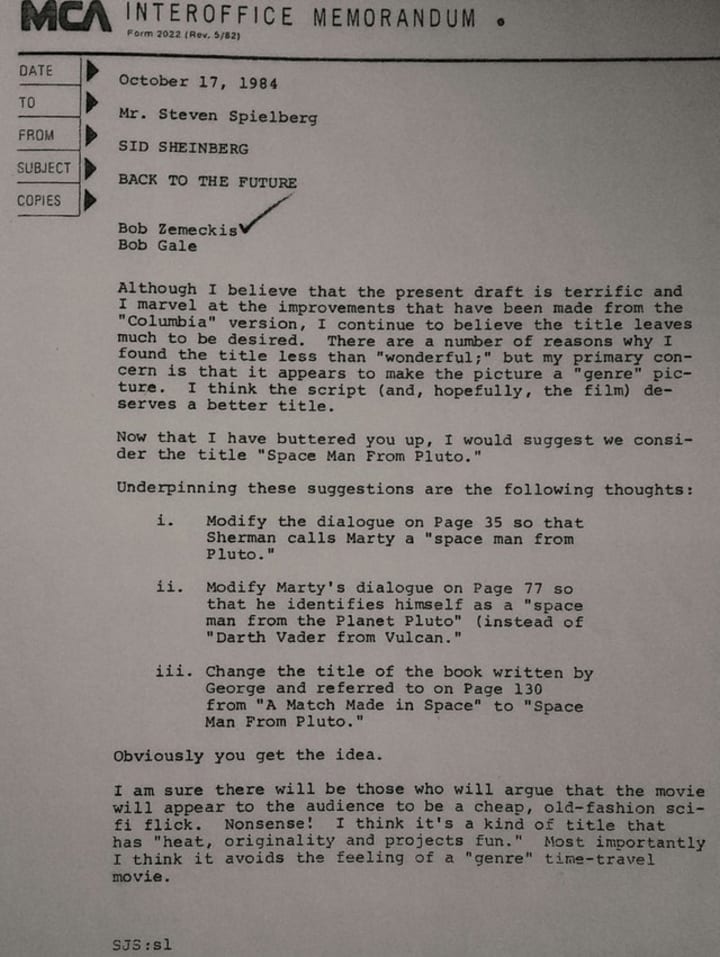 MCA INTEROFFICE MEMORANDUM
Form 2022 (Rev. 5/82)
DATE October 17, 1984
TO Mr. Steven Spielberg
FROM SID SHEINBERG
SUBJECT BACK TO THE FUTURE
COPIES
Bob Zemeckis
Bob Gale
Although I believe that the present draft is terrific and
I marvel at the improvements that have been made from the
"Columbia" version, I continue to believe the title leaves
much to be desired. There are a number of reasons why I
found the title less than "wonderful;" but my primary con-
cern is that it appears to make the picture a "genre" pic-
ture. I think the script (and, hopefully, the film) de-
serves a better title.
Now that I have buttered you up, I would suggest we consi-
der the title "Space Man From Pluto."
Underpinning these suggestions are the following thoughts:
i. Modify the dialogue on Page 35 so that
Sherman calls Marty a "space man from
Pluto."
ii. Modify Marty's dialogue on Page 77 so
that he identifies himself as a "space
man from the Planet Pluto" (instead of
"Darth Vader from Vulcan."
iii. Change the title of the book written by
George and referred to on Page 130
from "A Match Made in Space" to "Space
Man From Pluto."
Obviously you get the idea.
I am sure there will be those who will argue that the movie
will appear to the audience to be a cheap, old-fashion sci-
fi flick. Nonsense! I think it's a kind of title that
has "heat, originality and projects fun." Most importantly
I think it avoids the feeling of a "genre" time-travel
movie.
SJS:sl